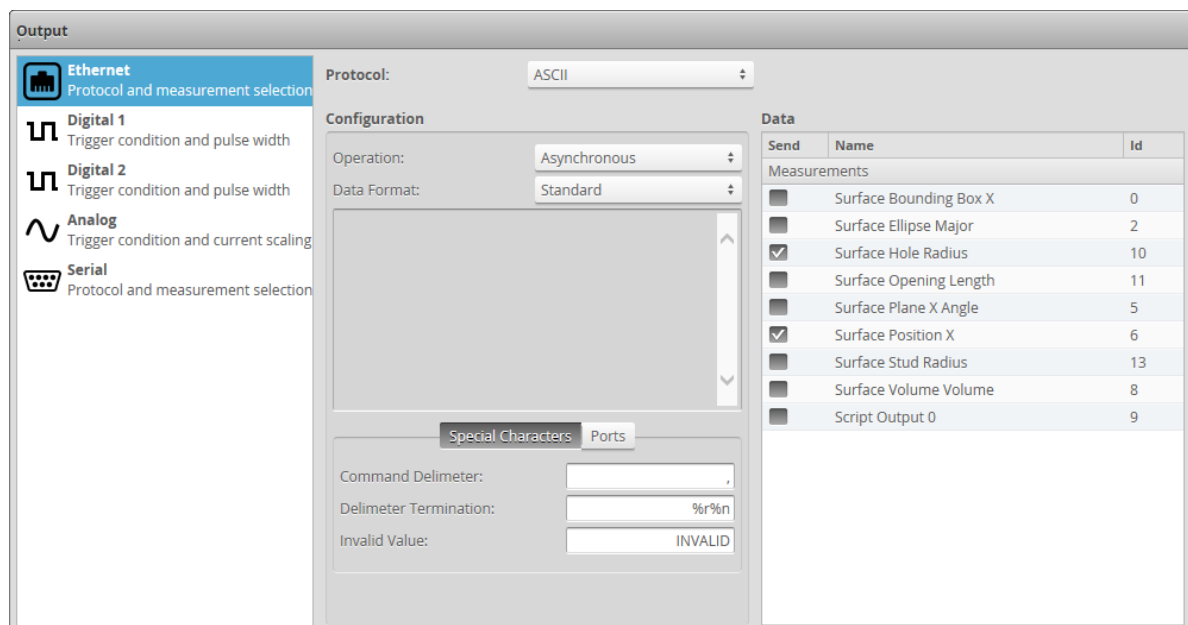 Output
Ethernet
Protocol and measurement selection
Digital 1
Trigger condition and pulse width
Digital 2
Trigger condition and pulse width
Analog
Trigger condition and current scaling
Serial
Protocol and measurement selection
Protocol: ASCII
Configuration
Operation: Asynchronous
Data Format: Standard
Special Characters Ports
Command Delimeter: ,
Delimeter Termination: %r%n
Invalid Value: INVALID
Data
Send Name Id
Measurements
Surface Bounding Box X 0
Surface Ellipse Major 2
Surface Hole Radius 10
Surface Opening Length 11
Surface Plane X Angle 5
Surface Position X 6
Surface Stud Radius 13
Surface Volume Volume 8
Script Output 0 9